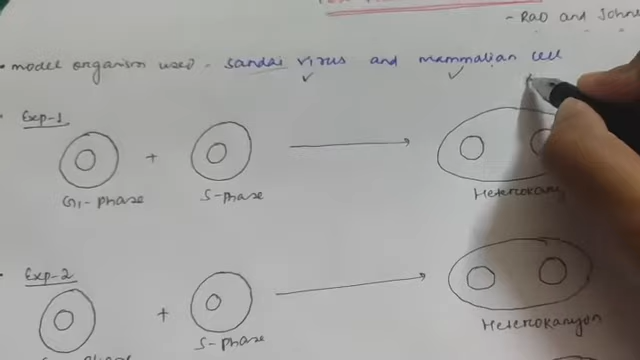 - Rao and Johns
• model organism used - sendai virus and mammalian cell
Exp-1
+
G1-phase
S-phase
Heterokary
Exp-2
+
S-phase
phase
Heterokaryon